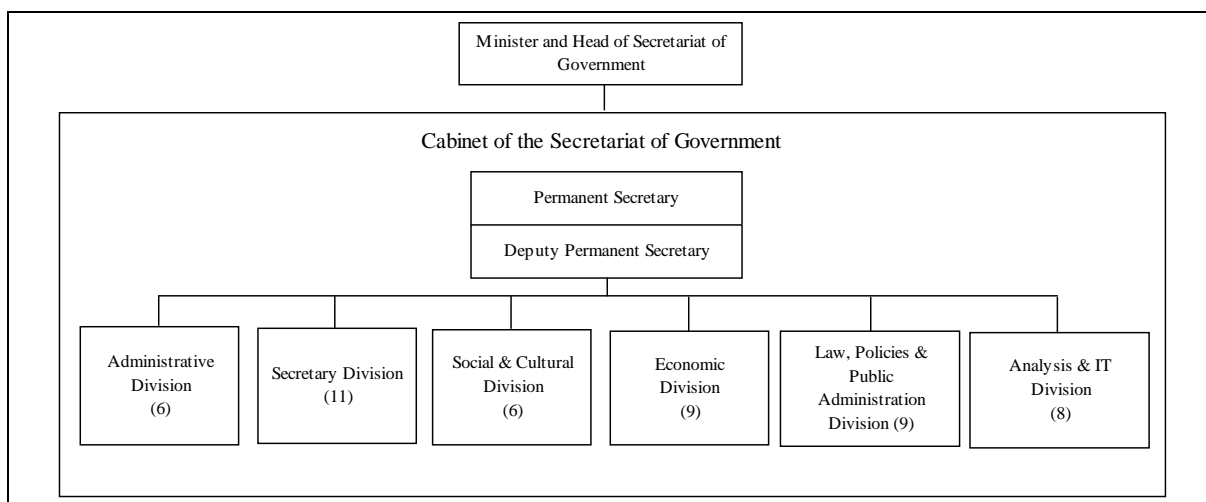 Minister and Head of Secretariat of
Government
Cabinet of the Secretariat of Government
Permanent Secretary
Deputy Permanent Secretary
Administrative
Division
(6)
Secretary Division
(11)
Social & Cultural
Division
(6)
Economic
Division
(9)
Law, Policies &
Public
Administration
Division (9)
Analysis & IT
Division
(8)